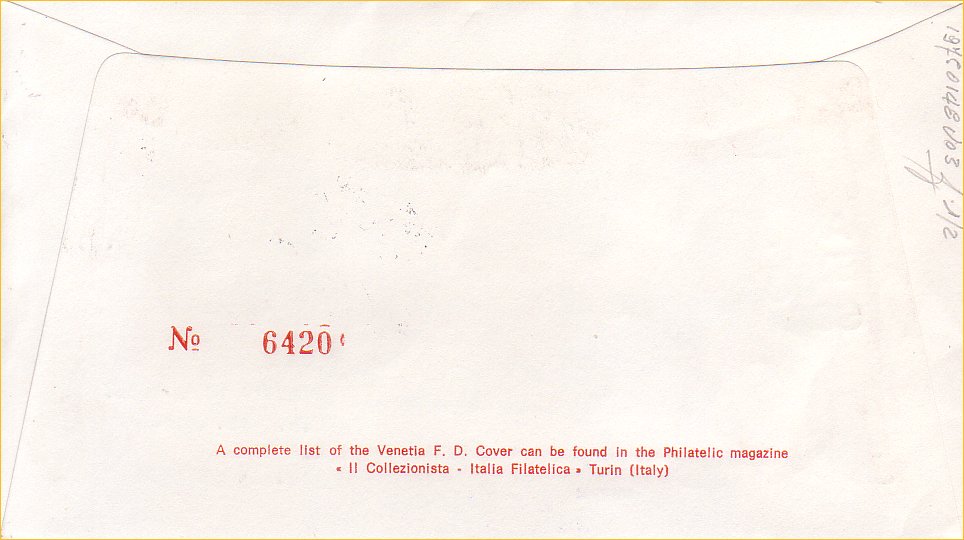 No 6420
A complete list of the Venetia F. D. Cover can be found in the Philatelic magazine
« Il Collezionista - Italia Filatelica » Turin (Italy)